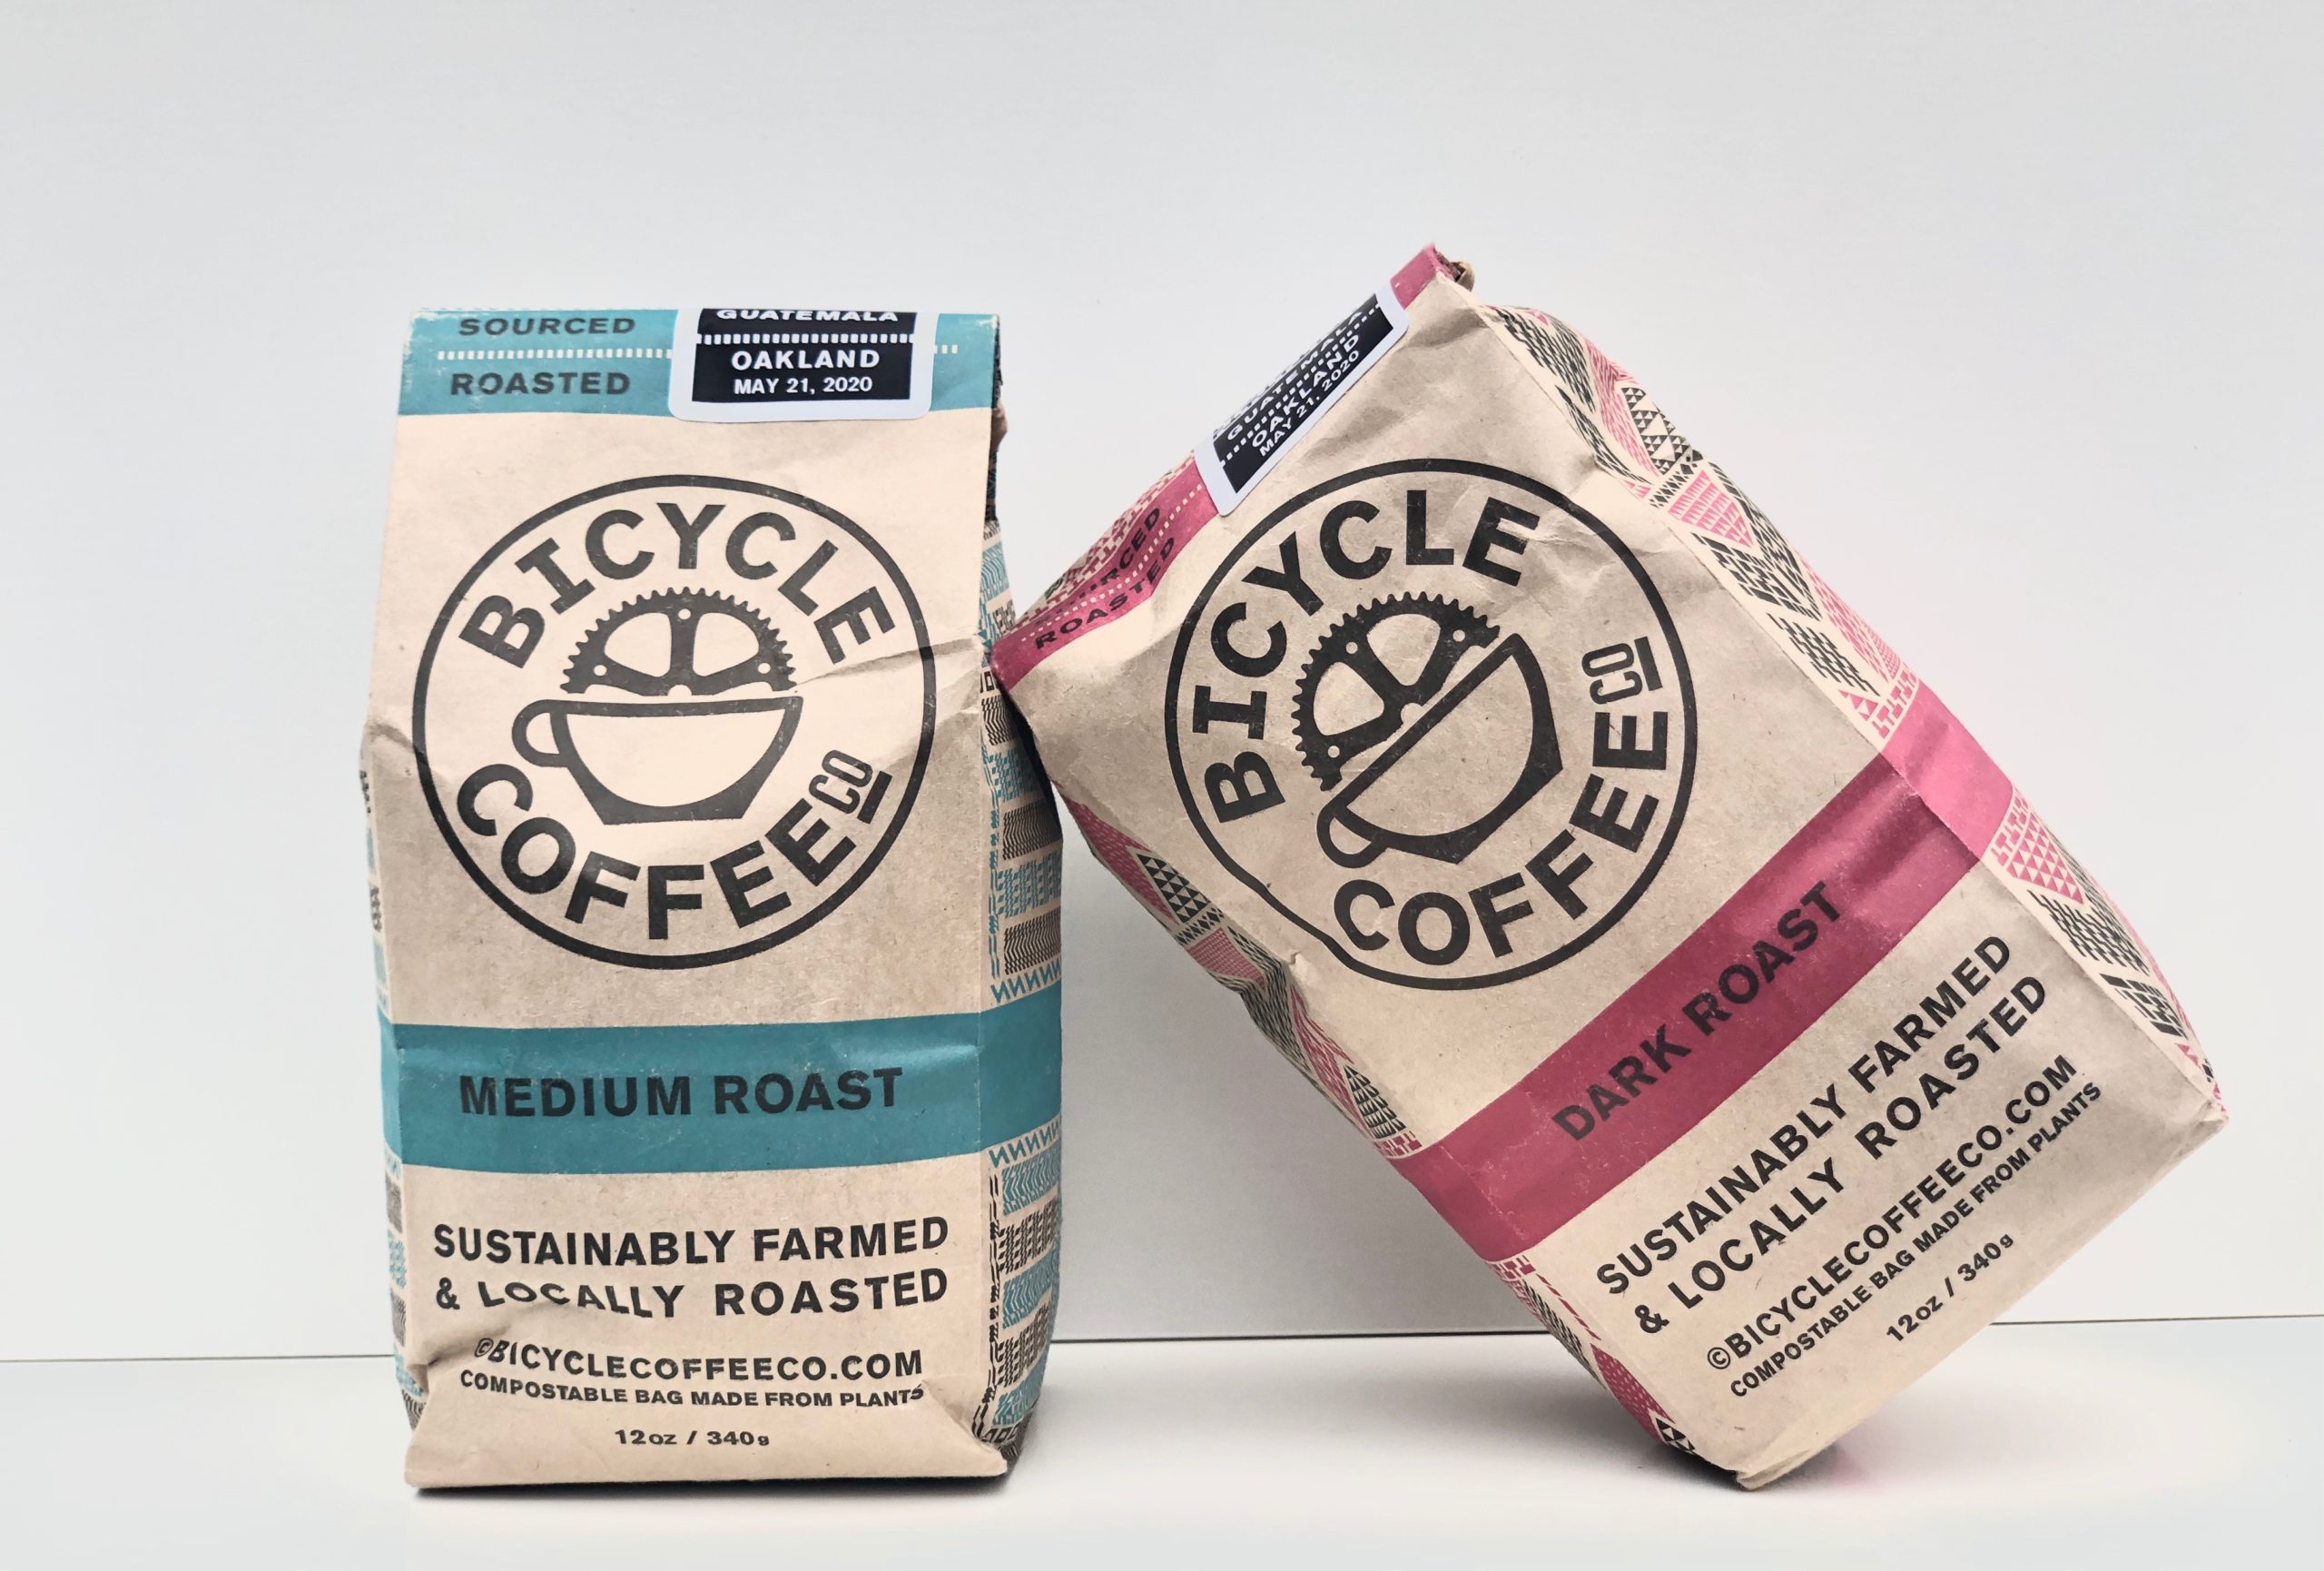 SOURCED GUATEMALA
ROASTED OAKLAND
MAY 21, 2020
BICYCLE
COFFEE CO
MEDIUM ROAST
SUSTAINABLY FARMED
& LOCALLY ROASTED
©BICYCLECOFFEECO.COM
COMPOSTABLE BAG MADE FROM PLANTS
12oz / 340g
SOURCED GUATEMALA
ROASTED OAKLAND
MAY 21, 2020
BICYCLE
COFFEE CO
DARK ROAST
SUSTAINABLY FARMED
& LOCALLY ROASTED
©BICYCLECOFFEECO.COM
COMPOSTABLE BAG MADE FROM PLANTS
12oz / 340g